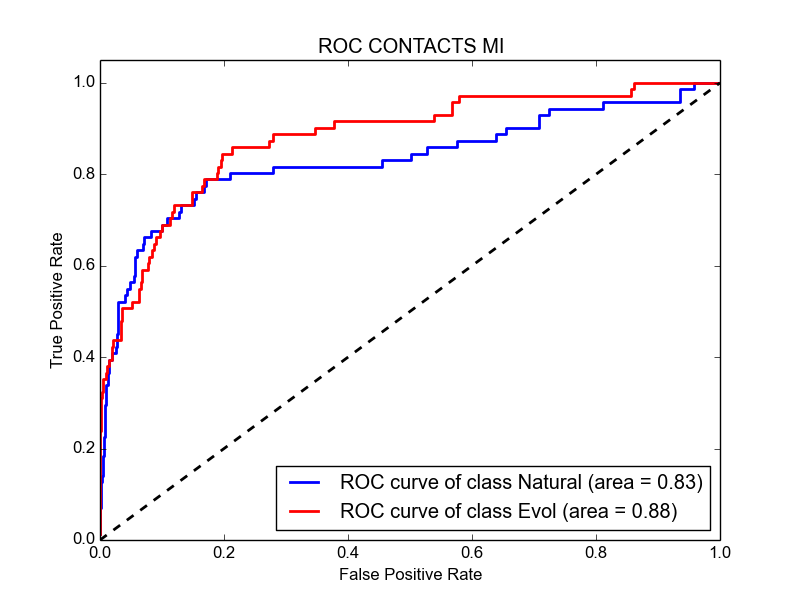 ROC CONTACTS MI
1.0
0.8
0.6
0.4
0.2
0.0
True Positive Rate
ROC curve of class Natural (area = 0.83)
ROC curve of class Evol (area = 0.88)
0.0 0.2 0.4 0.6 0.8 1.0
False Positive Rate